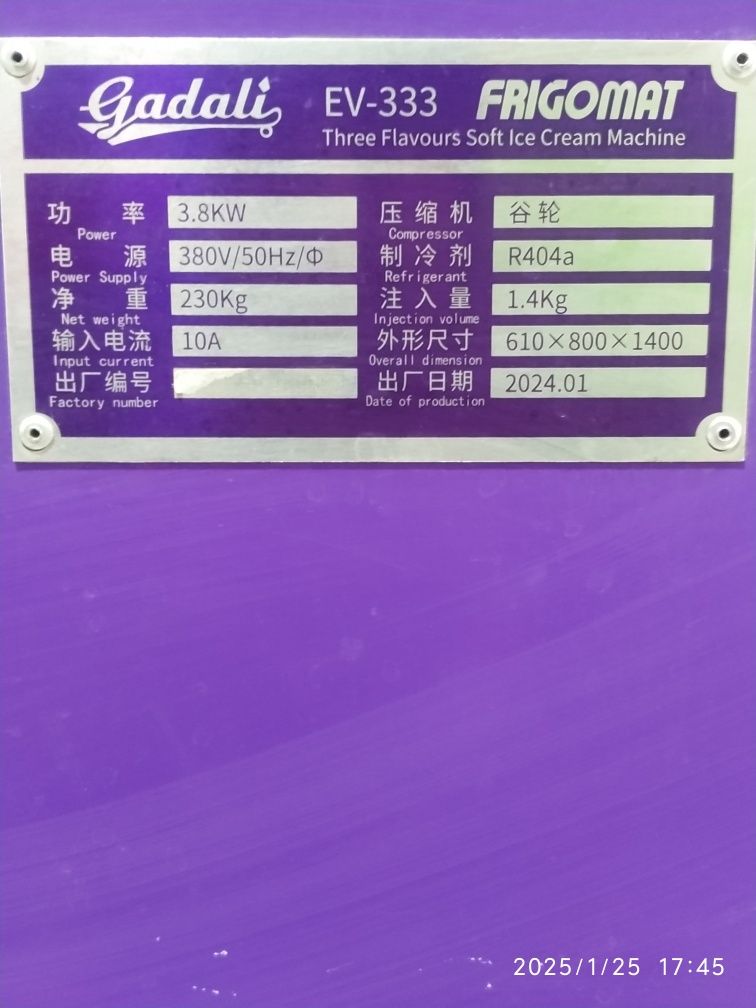 Gadali EV-333 FRIGOMAT
Three Flavours Soft Ice Cream Machine
功率 3.8KW 压缩机 谷轮
Power Compressor
电源 380V/50Hz/Φ 制冷剂 R404a
Power Supply Refrigerant
净重 230Kg 注入量 1.4Kg
Net weight Injection volume
输入电流 10A 外形尺寸 610×800×1400
Input current Overall dimension
出厂编号 出厂日期 2024.01
Factory number Date of production
2025/1/25 17:45